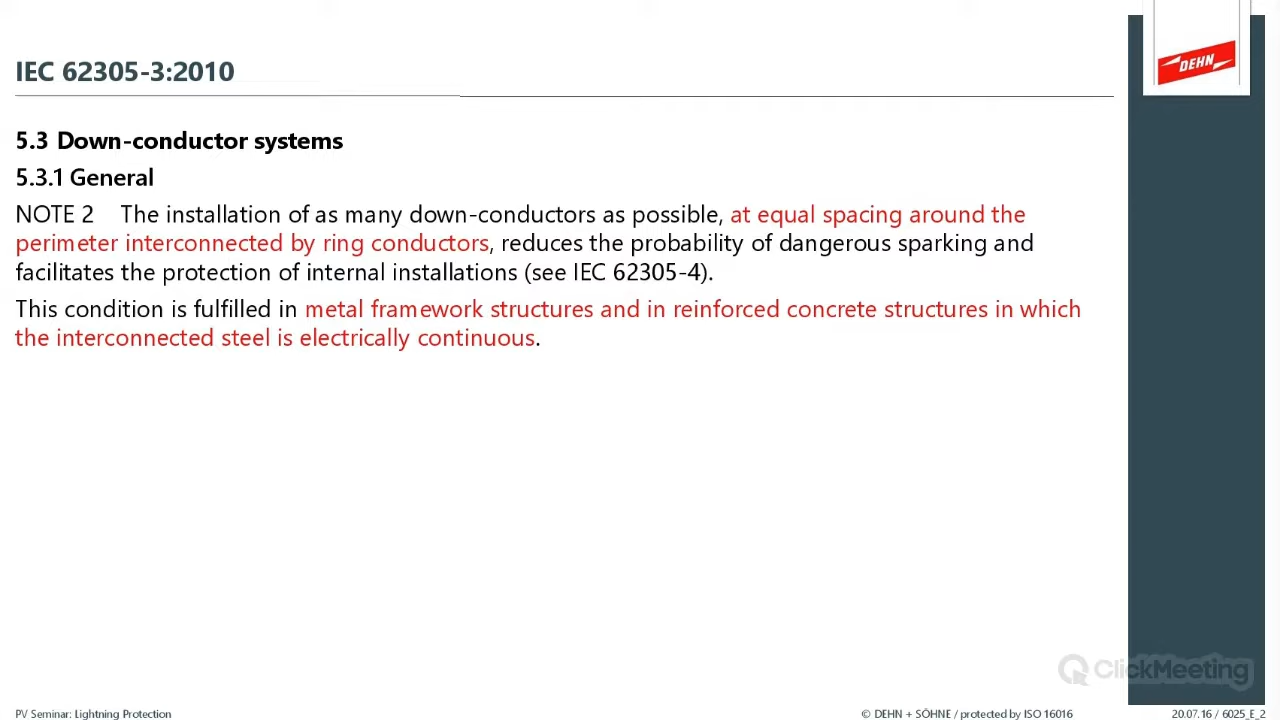 IEC 62305-3:2010
DEHN
5.3 Down-conductor systems
5.3.1 General
NOTE 2 The installation of as many down-conductors as possible, at equal spacing around the
perimeter interconnected by ring conductors, reduces the probability of dangerous sparking and
facilitates the protection of internal installations (see IEC 62305-4).
This condition is fulfilled in metal framework structures and in reinforced concrete structures in which
the interconnected steel is electrically continuous.
ClickMeeting
PV Seminar: Lightning Protection
© DEHN + SÖHNE / protected by ISO 16016
20.07.16 / 6025_E_2